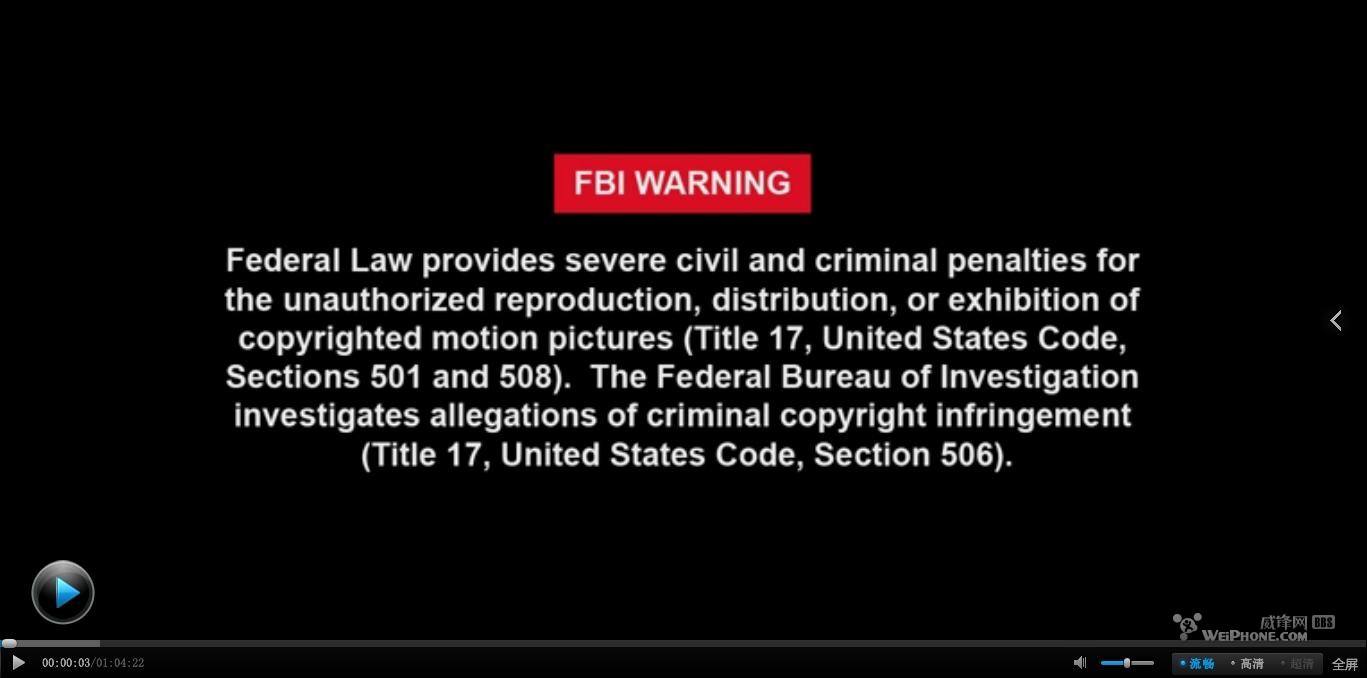 FBI WARNING
Federal Law provides severe civil and criminal penalties for
the unauthorized reproduction, distribution, or exhibition of
copyrighted motion pictures (Title 17, United States Code,
Sections 501 and 508).  The Federal Bureau of Investigation
investigates allegations of criminal copyright infringement
(Title 17, United States Code, Section 506).
威锋网 BBS
WEIPHONE.COM
00:00:03/01:04:22 流畅 高清 超清 全屏